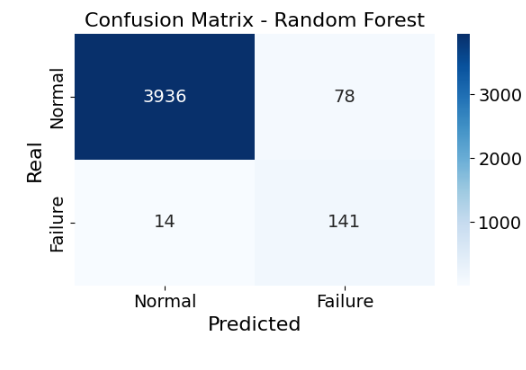 Confusion Matrix - Random Forest
Real
Normal
3936
78
Failure
14
141
Normal
Failure
Predicted
3000
2000
1000